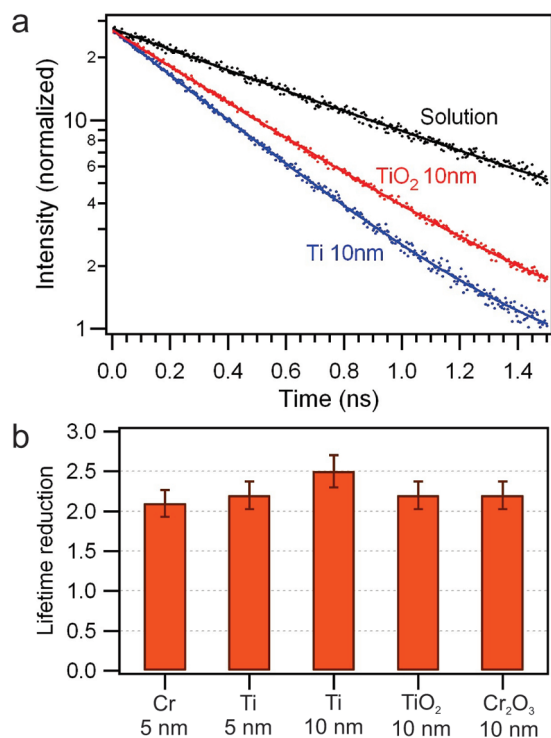 a
Intensity (normalized)
2
10
8
6
4
2
1
Solution
TiO₂ 10nm
Ti 10nm
0.0 0.2 0.4 0.6 0.8 1.0 1.2 1.4
Time (ns)
b
Lifetime reduction
3.0
2.5
2.0
1.5
1.0
0.5
0.0
Cr Ti Ti TiO₂ Cr₂O₃
5 nm 5 nm 10 nm 10 nm 10 nm